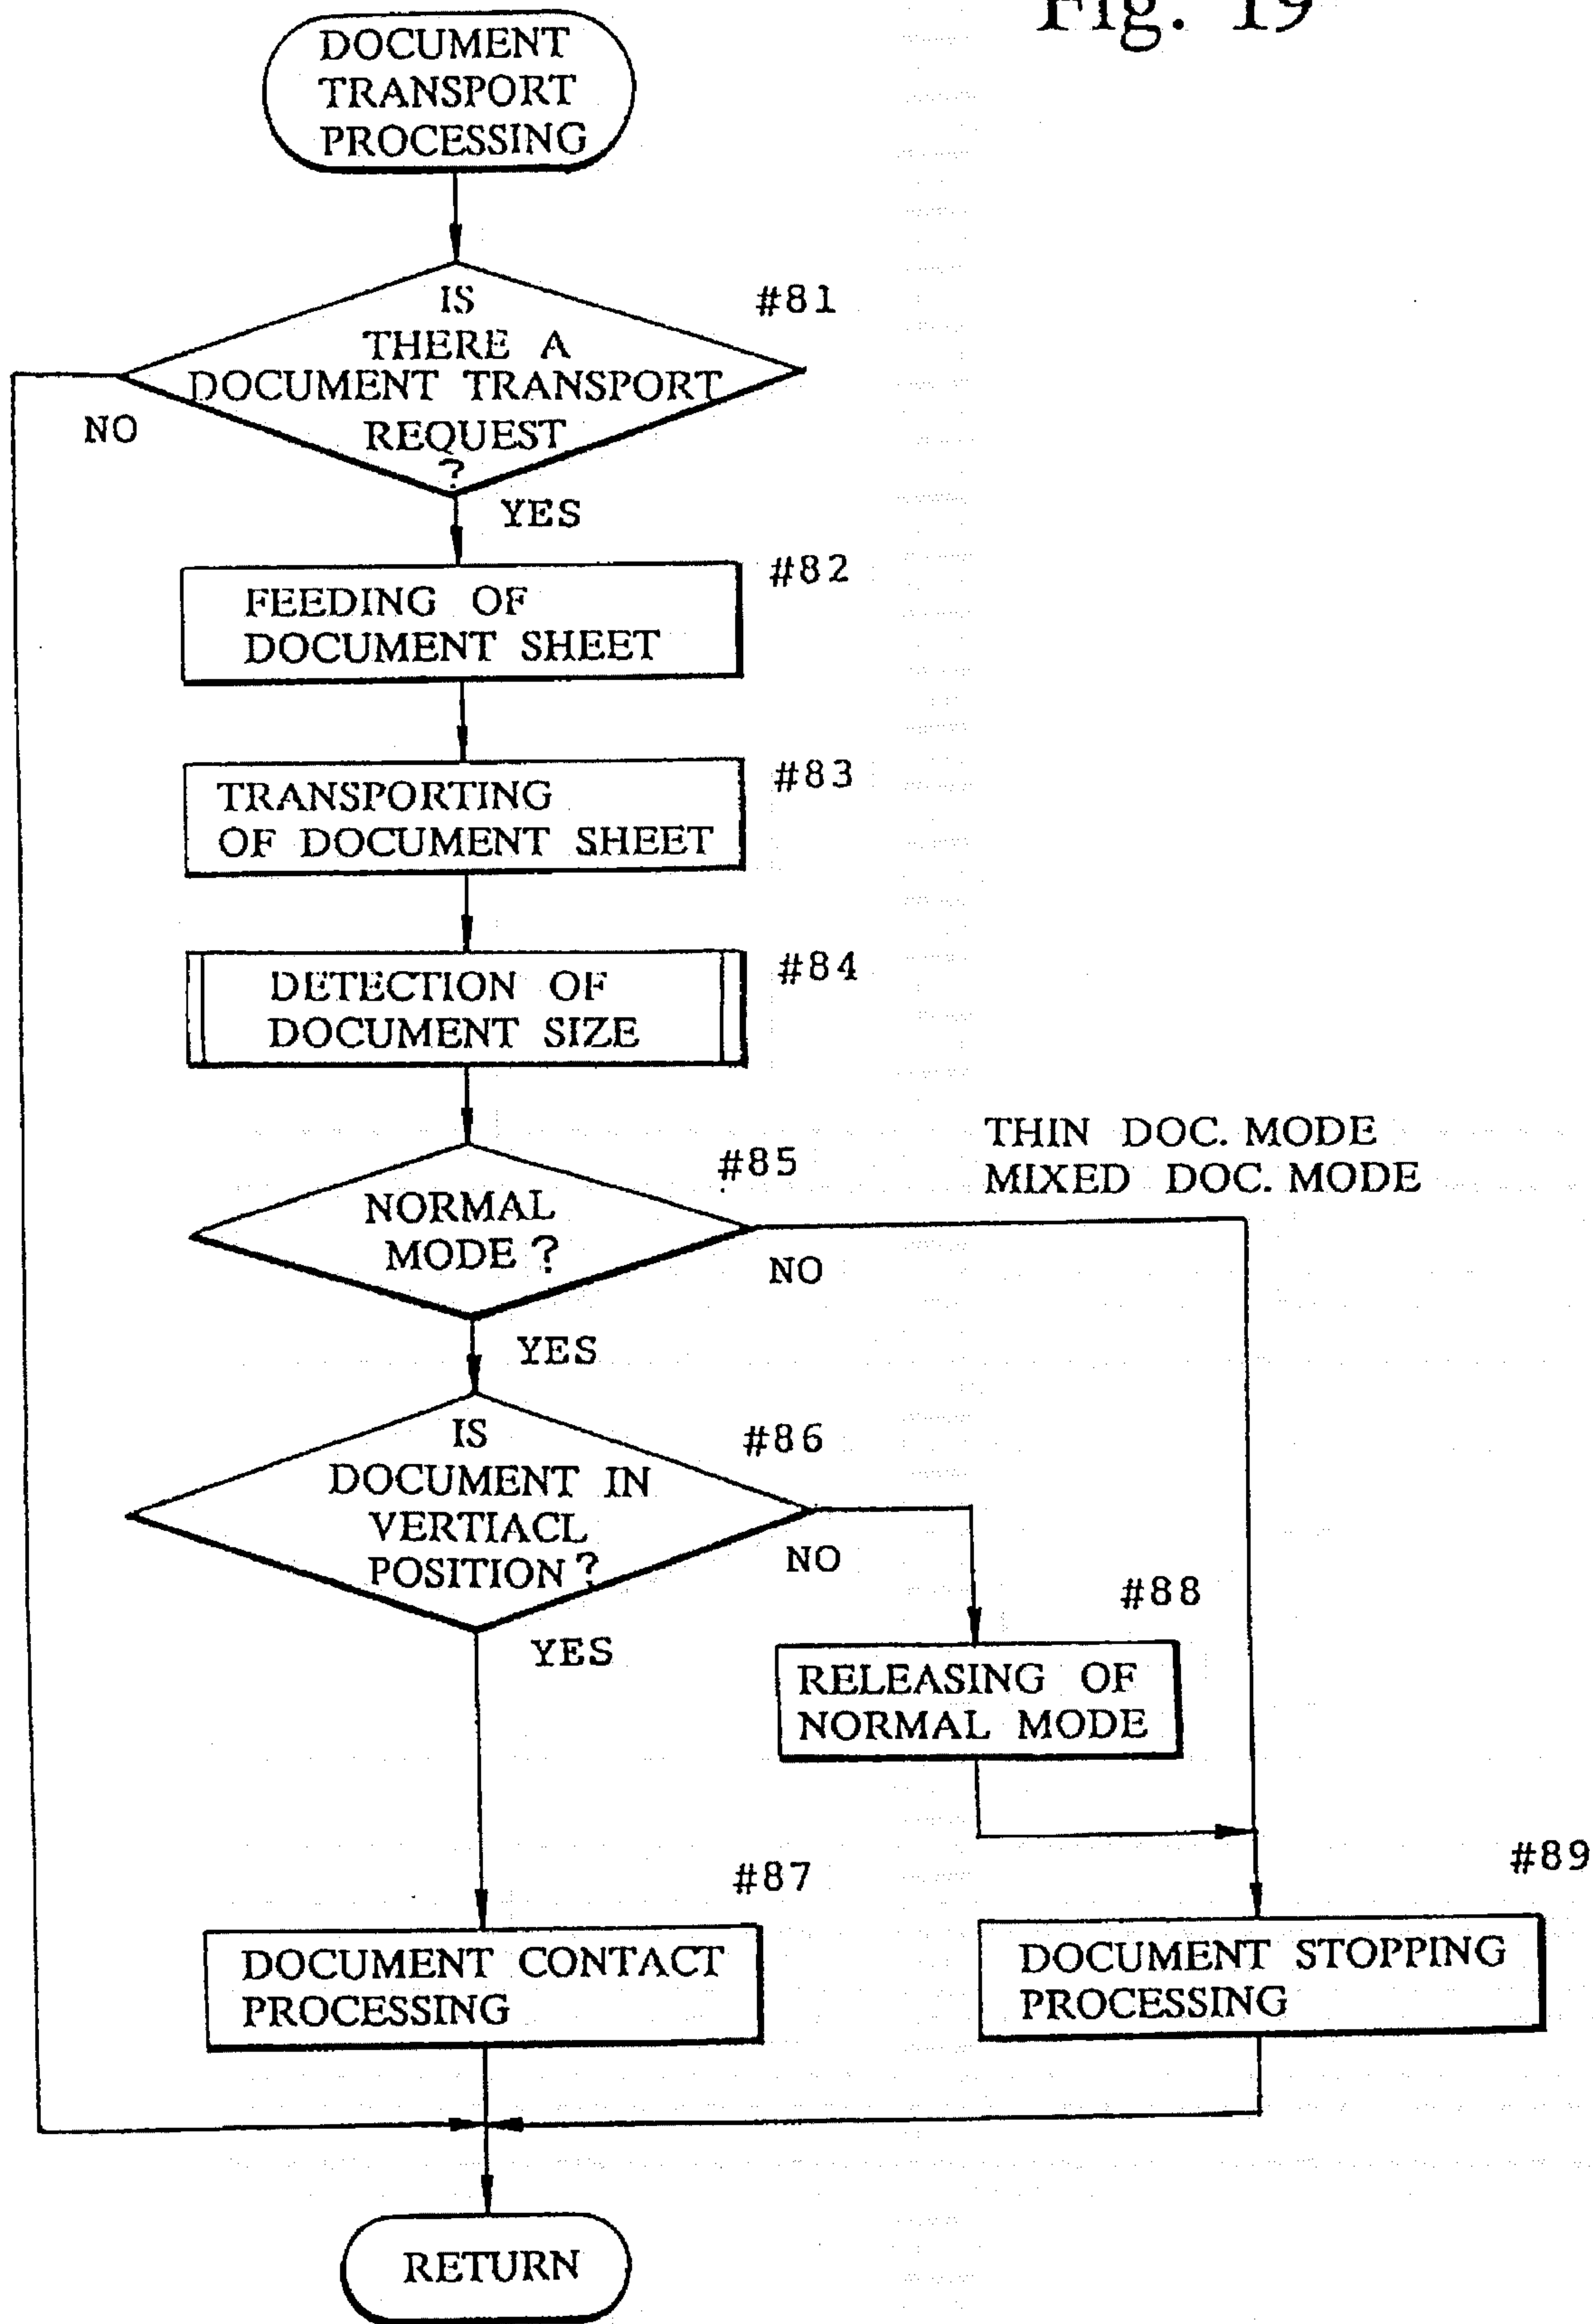 Fig. 19
DOCUMENT
TRANSPORT
PROCESSING
IS
THERE A
DOCUMENT TRANSPORT
REQUEST
?
#81
NO
YES
FEEDING OF
DOCUMENT SHEET
#82
TRANSPORTING
OF DOCUMENT SHEET
#83
DETECTION OF
DOCUMENT SIZE
#84
NORMAL
MODE ?
#85
THIN DOC. MODE
MIXED DOC. MODE
NO
YES
IS
DOCUMENT IN
VERTIACL
POSITION ?
#86
NO
YES
#88
RELEASING OF
NORMAL MODE
#87
DOCUMENT CONTACT
PROCESSING
#89
DOCUMENT STOPPING
PROCESSING
RETURN